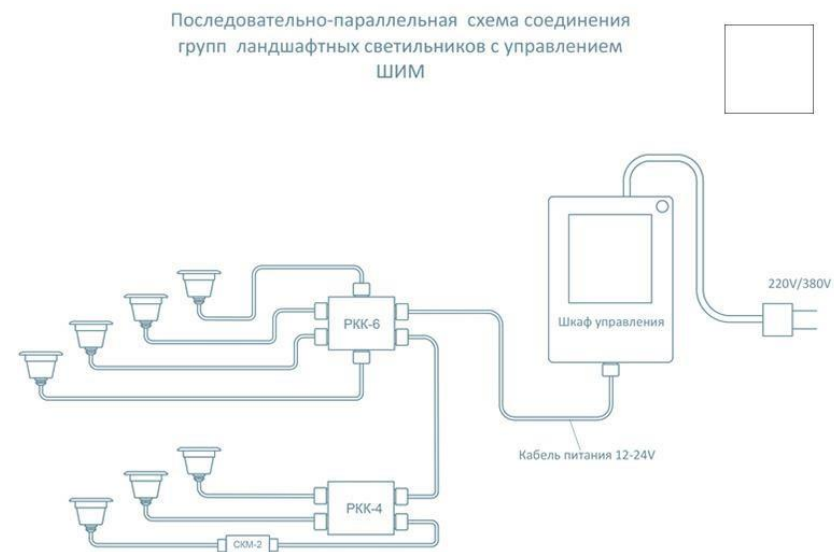 Последовательно-параллельная схема соединения
групп ландшафтных светильников с управлением
ШИМ
220V/380V
РКК-6
Шкаф управления
Кабель питания 12-24V
РКК-4
СКМ-2